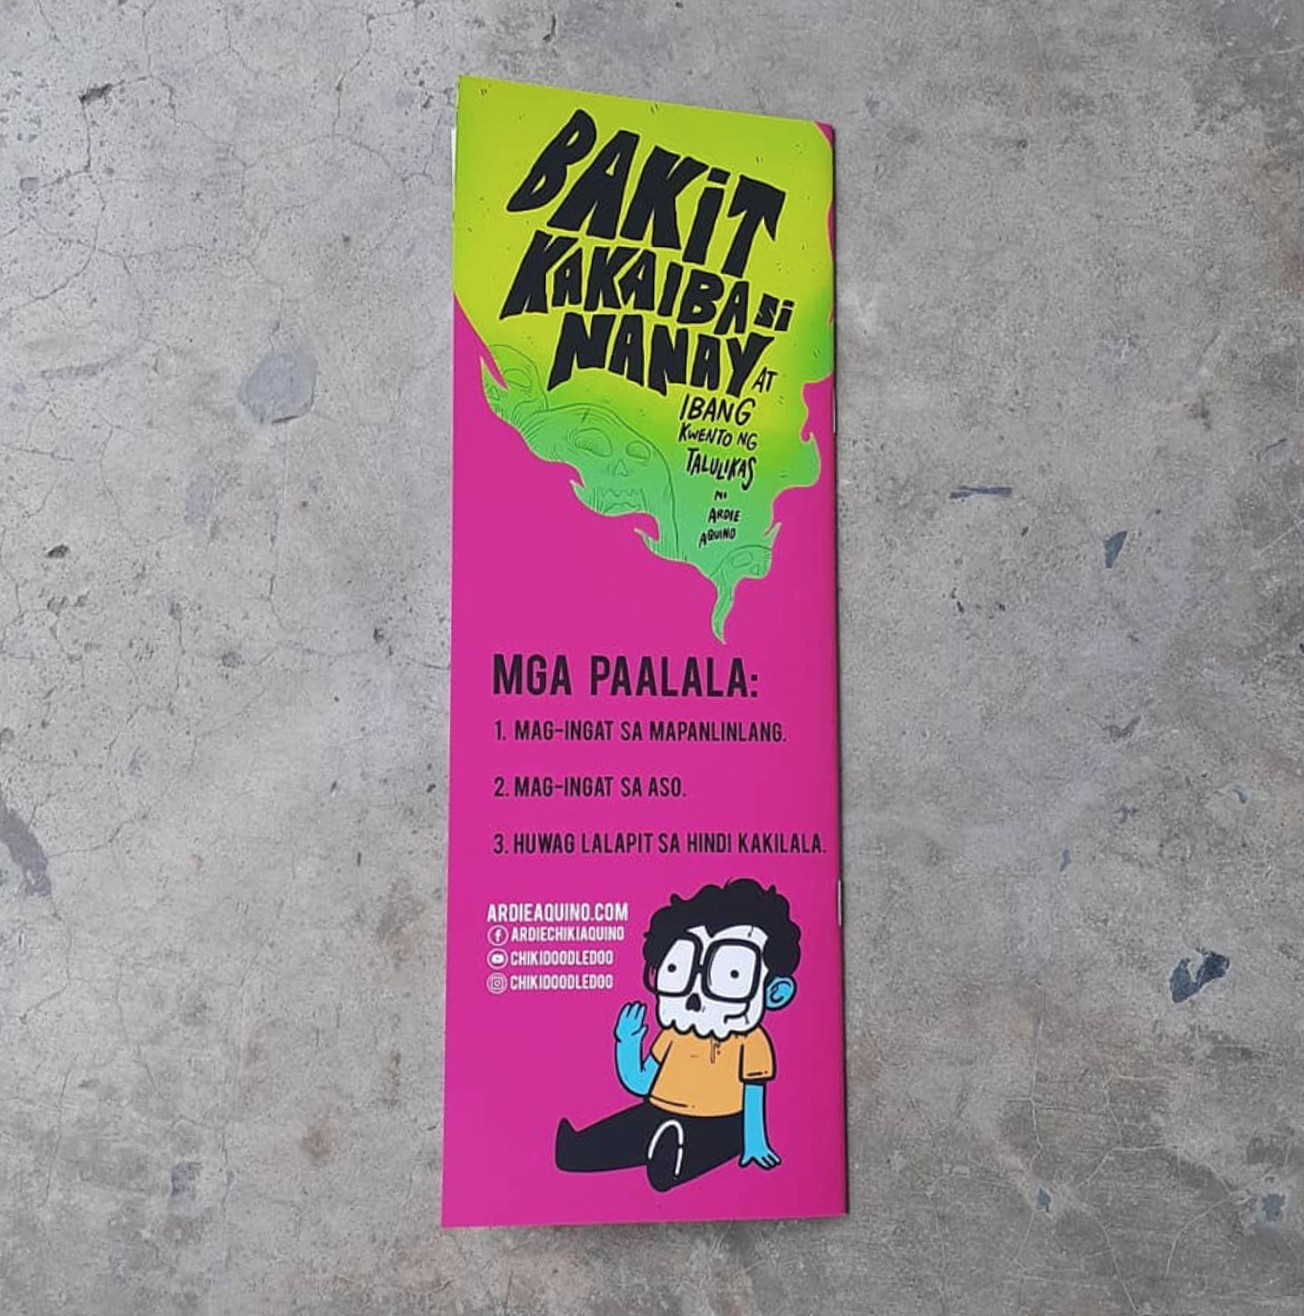 BAKiT
KAKAIBA Si
NANAY AT
IBANG
KWENTO NG
TALULIKAS
NI
ARDIE
AQUINO
MGA PAALALA:
1. MAG-INGAT SA MAPANLINLANG.
2. MAG-INGAT SA ASO.
3. HUWAG LALAPIT SA HINDI KAKILALA.
ARDIEAQUINO.COM
ARDIECHIKIAQUINO
CHIKIDOODLEDOO
CHIKIDOODLEDOO